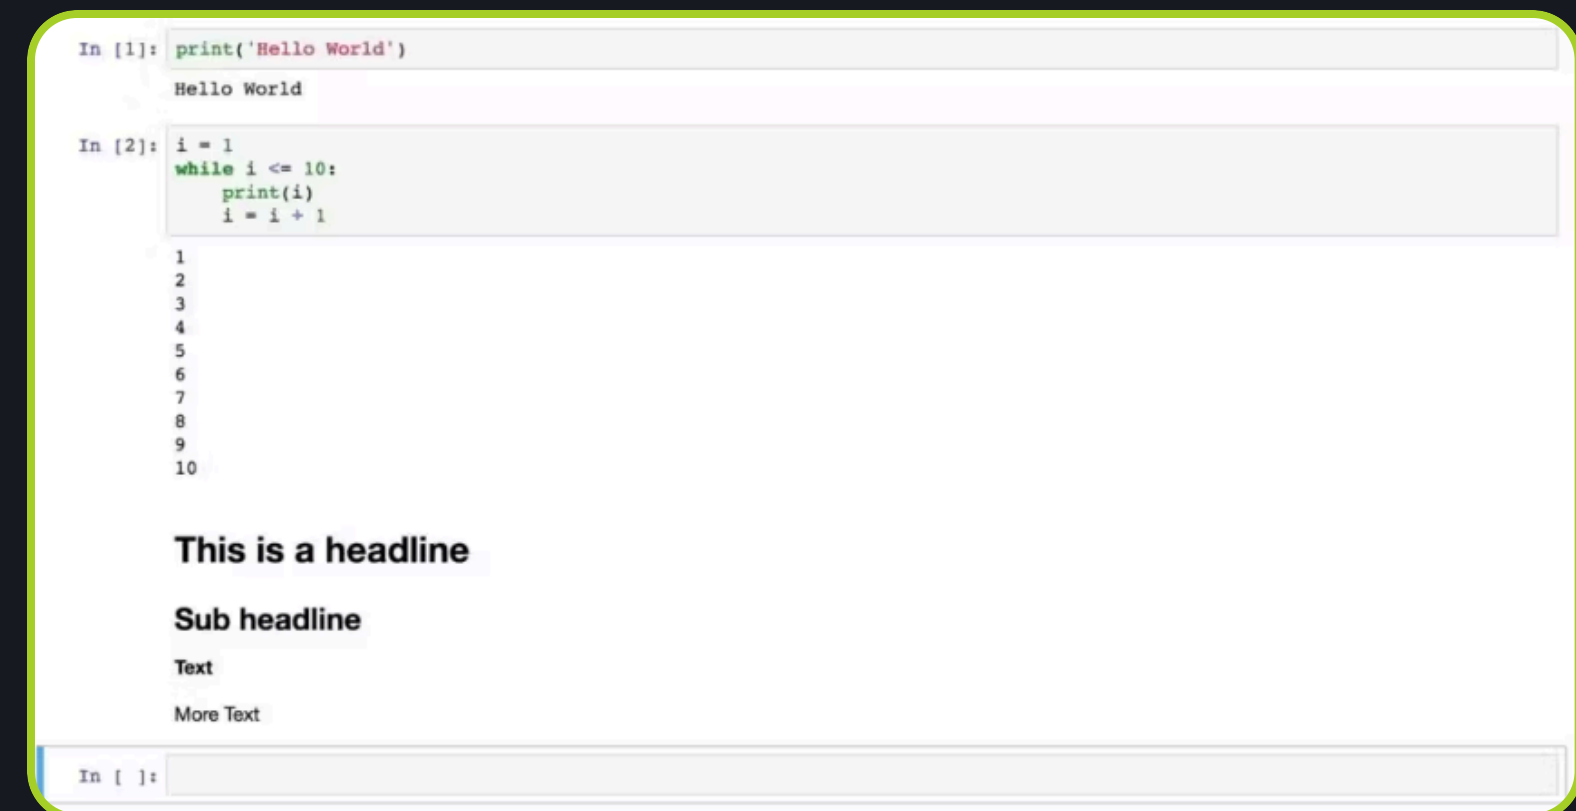 In [1]: print('Hello World')
Hello World
In [2]: i = 1
while i <= 10:
    print(i)
    i = i + 1
1
2
3
4
5
6
7
8
9
10
This is a headline
Sub headline
Text
More Text
In [ ]: